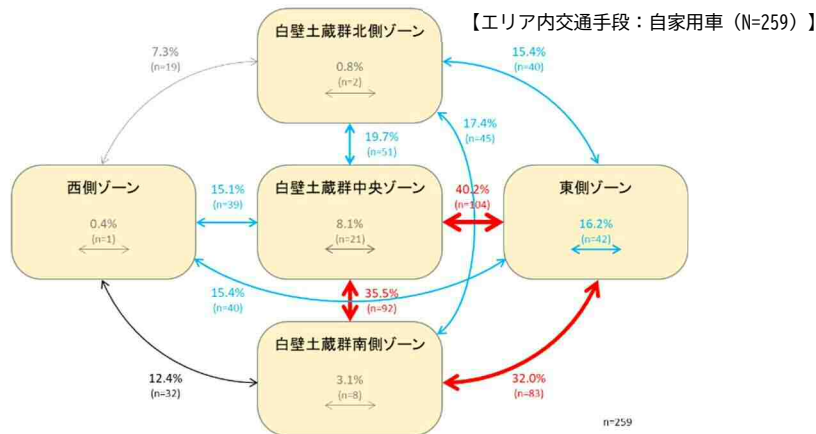 【エリア内交通手段：自家用車（N=259）】
白壁土蔵群北側ゾーン
0.8%
(n=2)
7.3%
(n=19)
15.4%
(n=40)
17.4%
(n=45)
19.7%
(n=51)
西側ゾーン
0.4%
(n=1)
15.1%
(n=39)
白壁土蔵群中央ゾーン
8.1%
(n=21)
40.2%
(n=104)
東側ゾーン
16.2%
(n=42)
15.4%
(n=40)
35.5%
(n=92)
白壁土蔵群南側ゾーン
3.1%
(n=8)
12.4%
(n=32)
32.0%
(n=83)
n=259